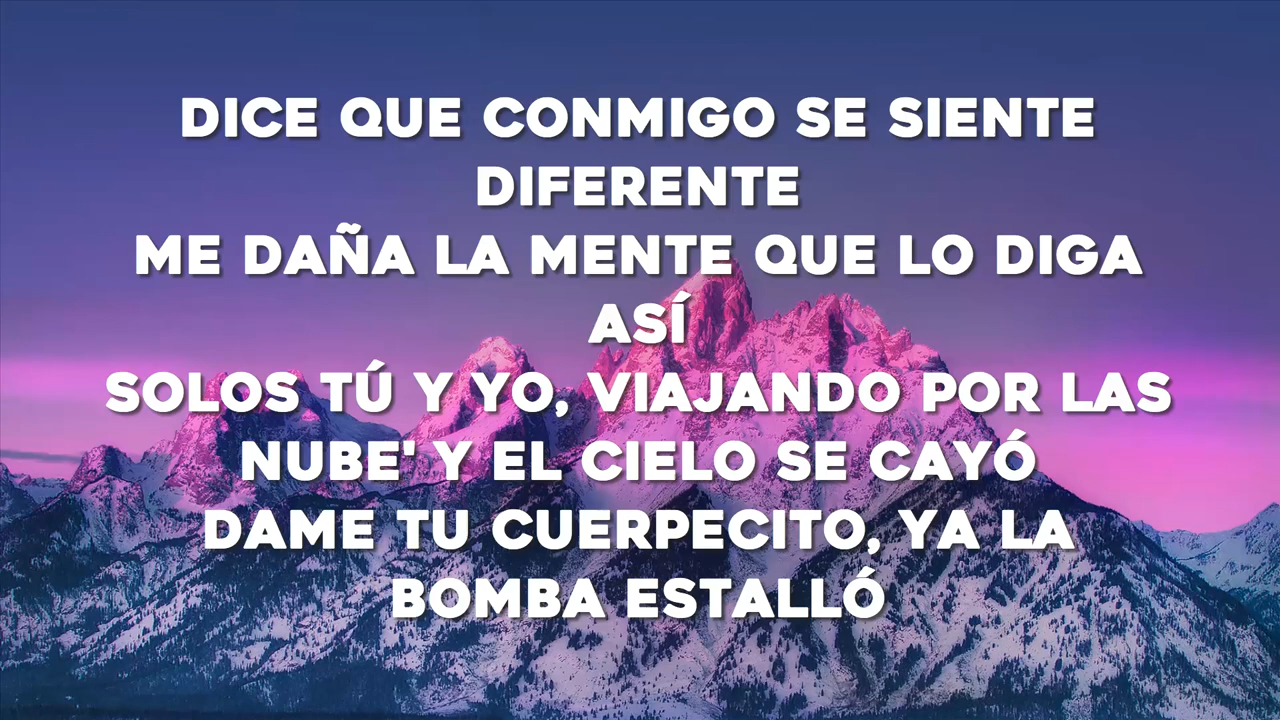 DICE QUE CONMIGO SE SIENTE
DIFERENTE
ME DAÑA LA MENTE QUE LO DIGA
ASÍ
SOLOS TÚ Y YO, VIAJANDO POR LAS
NUBE' Y EL CIELO SE CAYÓ
DAME TU CUERPECITO, YA LA
BOMBA ESTALLÓ